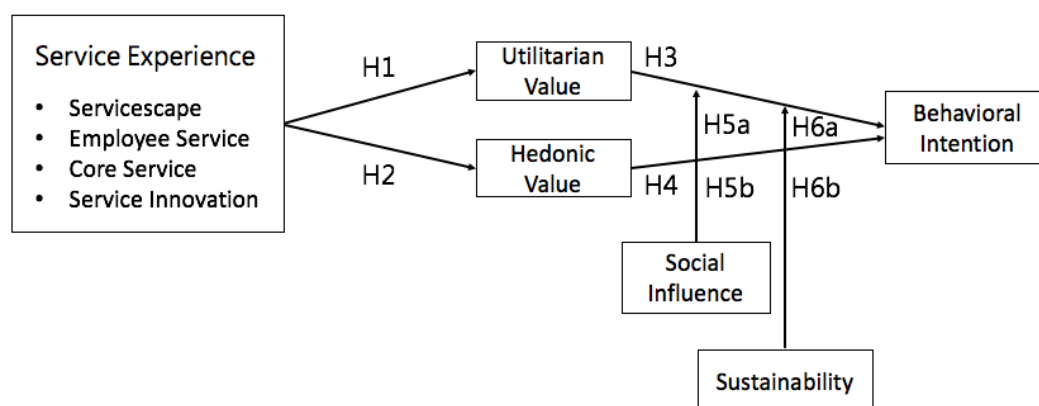 Service Experience
• Servicescape
• Employee Service
• Core Service
• Service Innovation
H1
H2
Utilitarian
Value
Hedonic
Value
H3
H4
H5a
H5b
H6a
H6b
Social
Influence
Sustainability
Behavioral
Intention